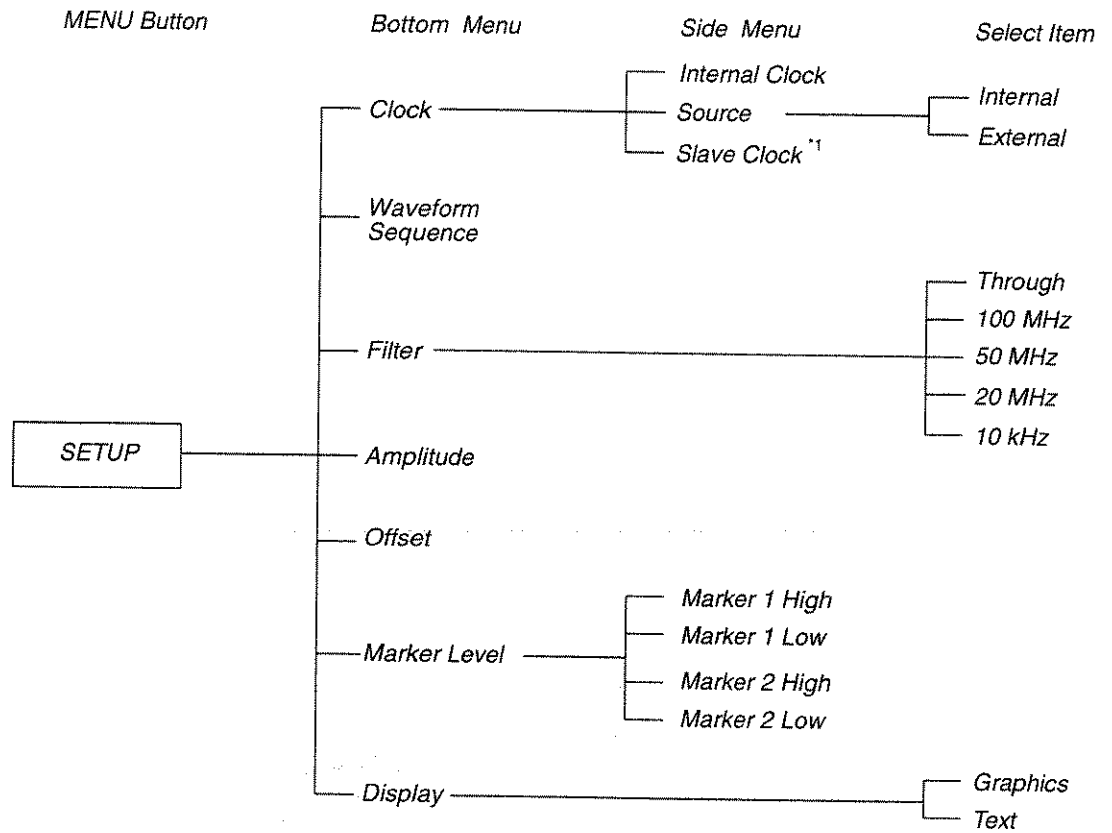 MENU Button
Bottom Menu
Side Menu
Select Item
Internal Clock
Clock
Source
Internal
External
Slave Clock *1
Waveform
Sequence
Through
100 MHz
Filter
50 MHz
20 MHz
10 kHz
SETUP
Amplitude
Offset
Marker 1 High
Marker 1 Low
Marker Level
Marker 2 High
Marker 2 Low
Display
Graphics
Text